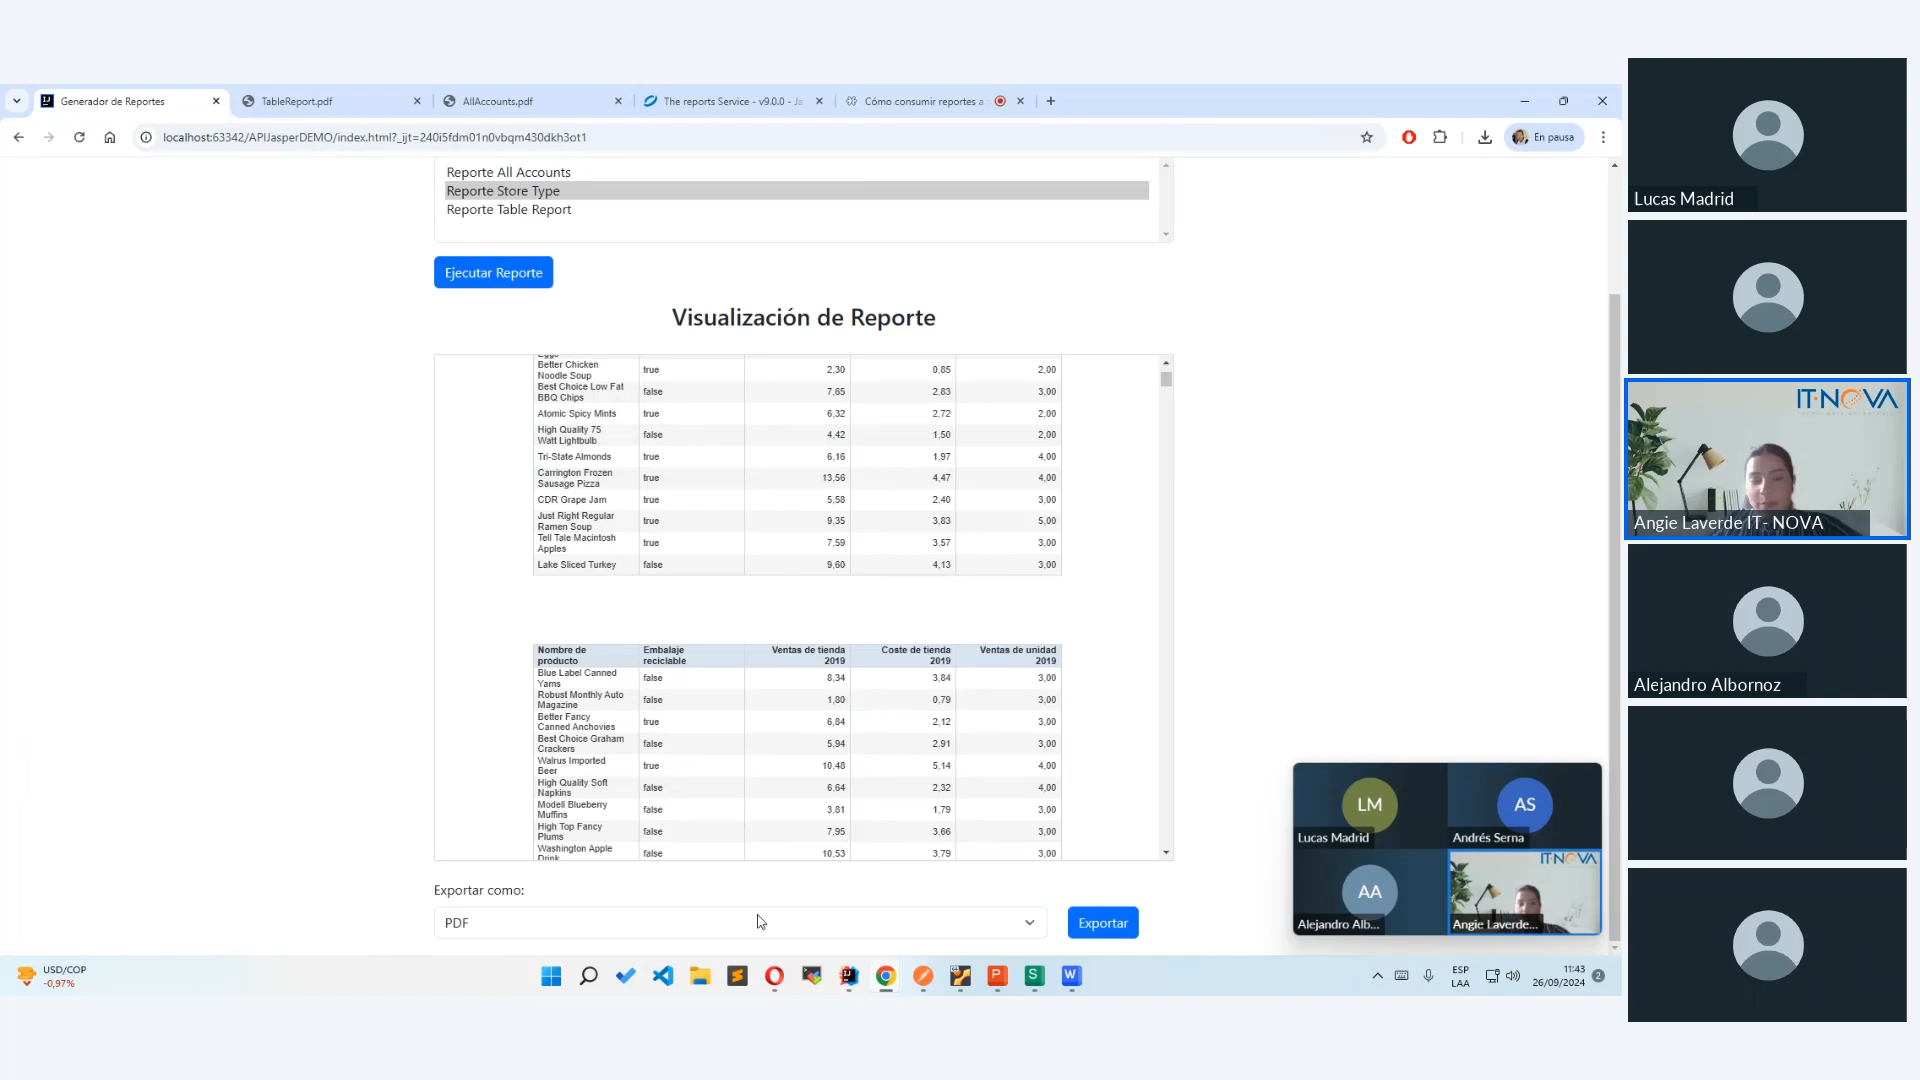 Generador de Reportes
TableReport.pdf
AllAccounts.pdf
The reports Service - v9.0.0 - Ja
Cómo consumir reportes a
localhost:63342/APIJasperDEMO/index.html?_ijt=240i5fdm01n0vbqm430dkh3ot1
En pausa
Reporte All Accounts
Reporte Store Type
Reporte Table Report
Ejecutar Reporte
Visualización de Reporte
Eggs
Better Chicken
Noodle Soup
true 2,30 0,85 2,00
Best Choice Low Fat
BBQ Chips
false 7,65 2,83 3,00
Atomic Spicy Mints true 6,32 2,72 2,00
High Quality 75
Watt Lightbulb
false 4,42 1,50 2,00
Tri-State Almonds true 6,16 1,97 4,00
Carrington Frozen
Sausage Pizza
true 13,56 4,47 4,00
CDR Grape Jam true 5,58 2,40 3,00
Just Right Regular
Ramen Soup
true 9,35 3,83 5,00
Tell Tale Macintosh
Apples
true 7,59 3,57 3,00
Lake Sliced Turkey false 9,60 4,13 3,00
Nombre de
producto
Embalaje
reciclable
Ventas de tienda
2019
Coste de tienda
2019
Ventas de unidad
2019
Blue Label Canned
Yams
false 8,34 3,84 3,00
Robust Monthly Auto
Magazine
false 1,80 0,79 3,00
Better Fancy
Canned Anchovies
true 6,84 2,12 3,00
Best Choice Graham
Crackers
false 5,94 2,91 3,00
Walrus Imported
Beer
true 10,48 5,14 4,00
High Quality Soft
Napkins
false 6,64 2,32 4,00
Modell Blueberry
Muffins
false 3,81 1,79 3,00
High Top Fancy
Plums
false 7,95 3,66 3,00
Washington Apple
Drink
false 10,53 3,79 3,00
Exportar como:
PDF
Exportar
LM
Lucas Madrid
AS
Andrés Serna
AA
Alejandro Alb...
IT-NOVA
Angie Laverde...
USD/COP
-0,97%
ESP
LAA
11:43
26/09/2024
2
Lucas Madrid
IT-NOVA
Angie Laverde IT- NOVA
Alejandro Albornoz